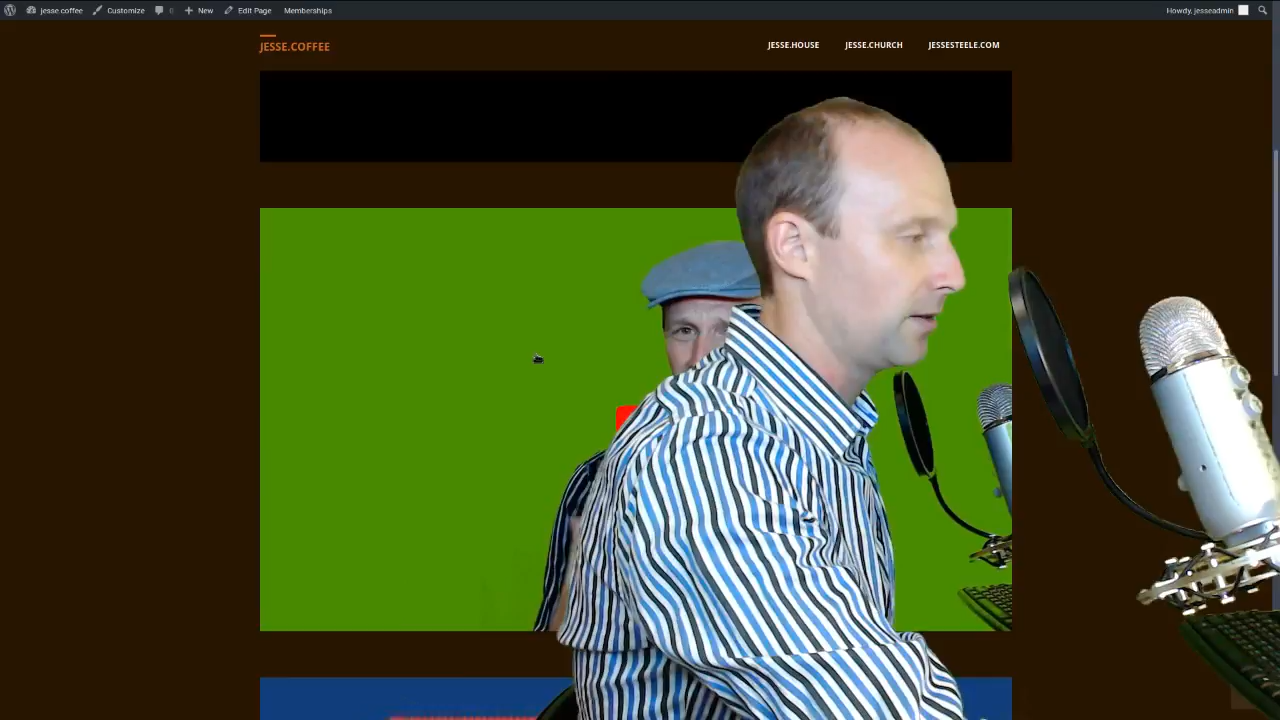 jesse.coffee Customize 0 New Edit Page Memberships Howdy, jesseadmin
JESSE.COFFEE JESSE.HOUSE JESSE.CHURCH JESSESTEELE.COM